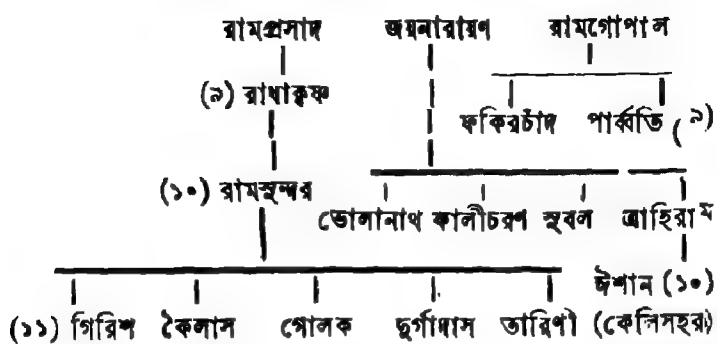 রামপ্রসাদ জয়নারায়ণ রামগোপাল
(৯) রাধাকৃষ্ণ
ফকিরচাঁদ পার্ব্বতি (৯)
(১০) রামসুন্দর
ভোলানাথ কালীচরণ সুবল আহিরাম
ঈশান (১০)
(১১) গিরিশ কৈলাস গোলক দুর্গাদাস তারিণী (কেলিসহর)